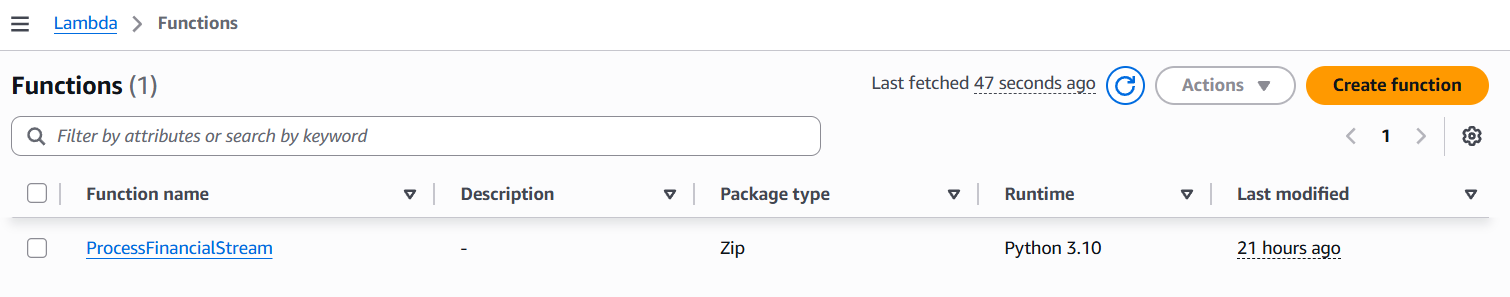 Lambda > Functions
Functions (1) Last fetched 47 seconds ago Actions Create function
Filter by attributes or search by keyword < 1 >
Function name Description Package type Runtime Last modified
ProcessFinancialStream - Zip Python 3.10 21 hours ago